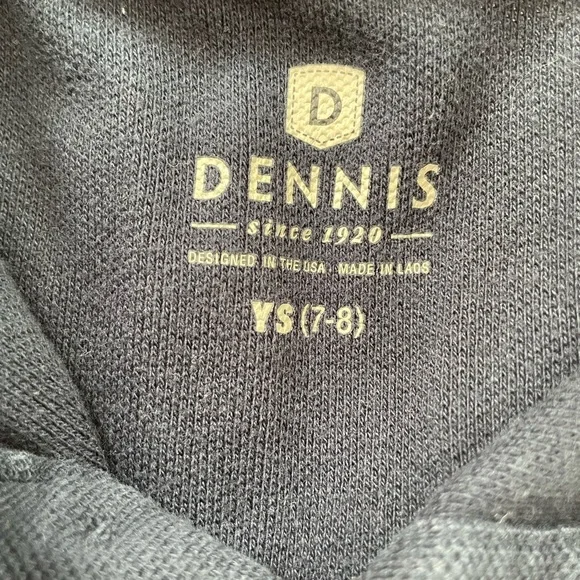 D
DENNIS
since 1920
DESIGNED IN THE USA . MADE IN LAOS
YS (7-8)